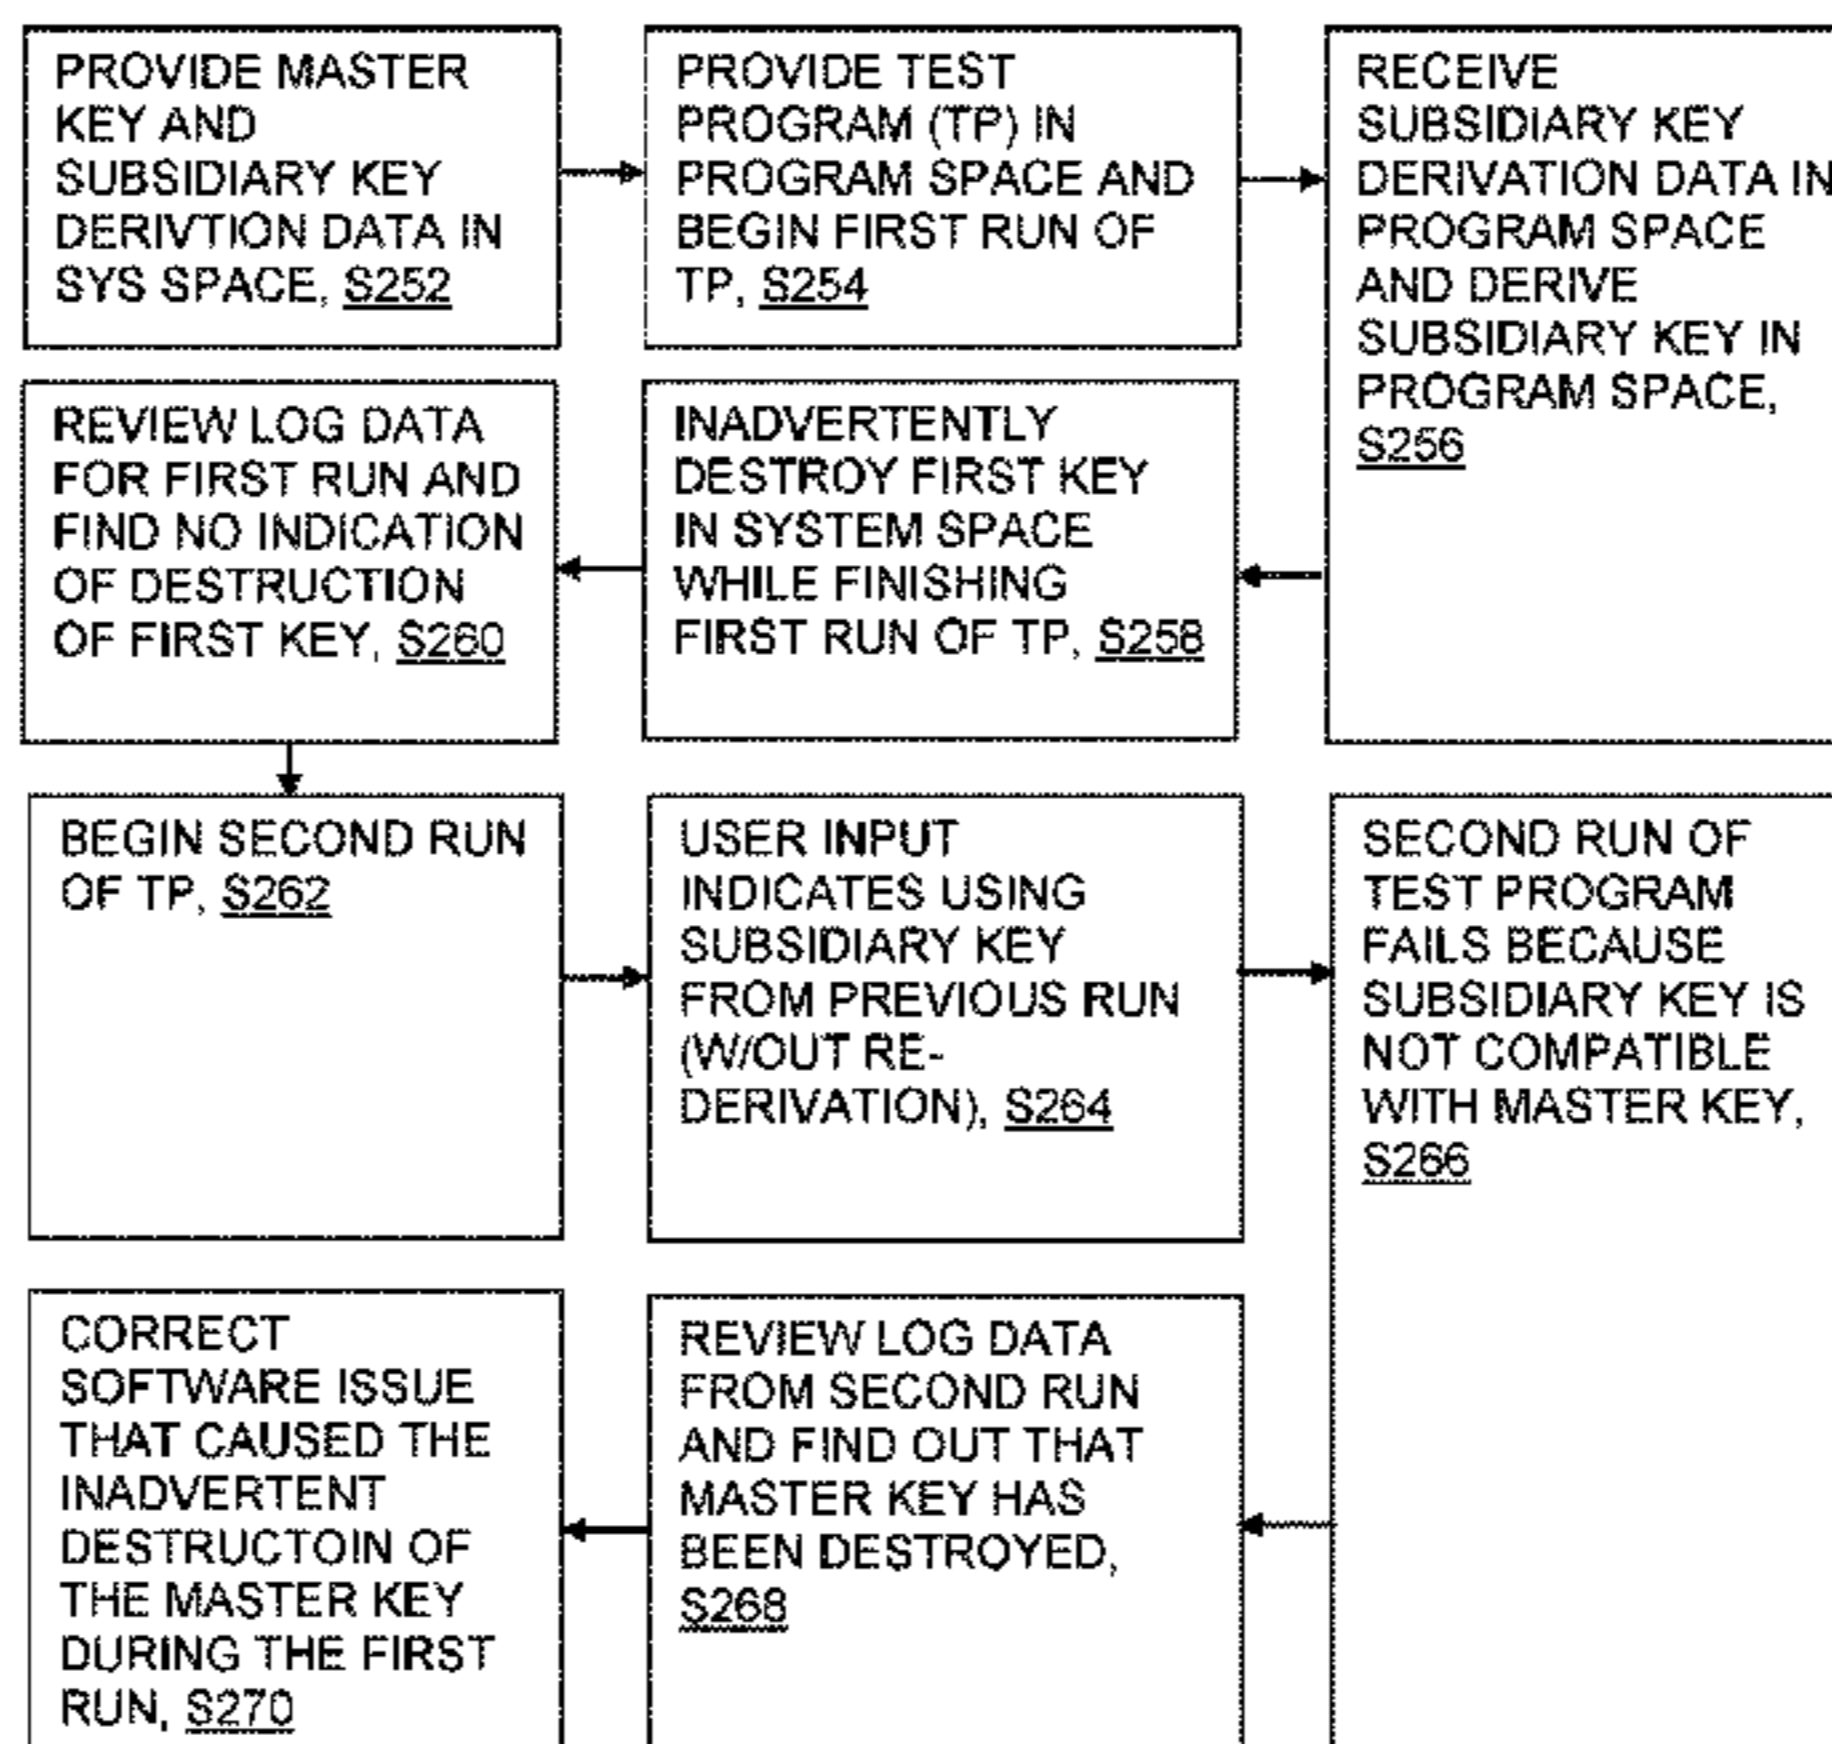 PROVIDE MASTER
KEY AND
SUBSIDIARY KEY
DERIVTION DATA IN
SYS SPACE, S252
PROVIDE TEST
PROGRAM (TP) IN
PROGRAM SPACE AND
BEGIN FIRST RUN OF
TP, S254
RECEIVE
SUBSIDIARY KEY
DERIVATION DATA IN
PROGRAM SPACE
AND DERIVE
SUBSIDIARY KEY IN
PROGRAM SPACE,
S256
INADVERTENTLY
DESTROY FIRST KEY
IN SYSTEM SPACE
WHILE FINISHING
FIRST RUN OF TP, S258
REVIEW LOG DATA
FOR FIRST RUN AND
FIND NO INDICATION
OF DESTRUCTION
OF FIRST KEY, S260
BEGIN SECOND RUN
OF TP, S262
USER INPUT
INDICATES USING
SUBSIDIARY KEY
FROM PREVIOUS RUN
(W/OUT RE-
DERIVATION), S264
SECOND RUN OF
TEST PROGRAM
FAILS BECAUSE
SUBSIDIARY KEY IS
NOT COMPATIBLE
WITH MASTER KEY,
S266
REVIEW LOG DATA
FROM SECOND RUN
AND FIND OUT THAT
MASTER KEY HAS
BEEN DESTROYED,
S268
CORRECT
SOFTWARE ISSUE
THAT CAUSED THE
INADVERTENT
DESTRUCTOIN OF
THE MASTER KEY
DURING THE FIRST
RUN, S270